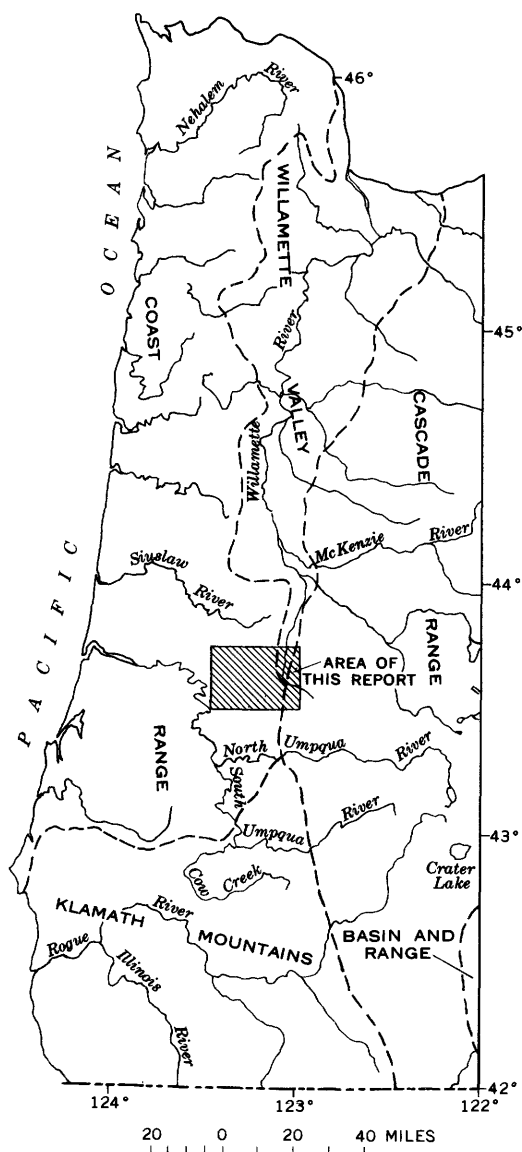 46°
Nehalem River
OCEAN
WILLAMETTE
COAST
River
45°
VALLEY
CASCADE
Willamette
McKenzie River
PACIFIC
Siuslaw
River
44°
RANGE
AREA OF
THIS REPORT
RANGE
North Umpqua River
South
Umpqua River
43°
Crater
Lake
Cow Creek
KLAMATH
River
MOUNTAINS
BASIN AND
RANGE
Rogue
Illinois
River
42°
124°
123°
122°
20 0 20 40 MILES